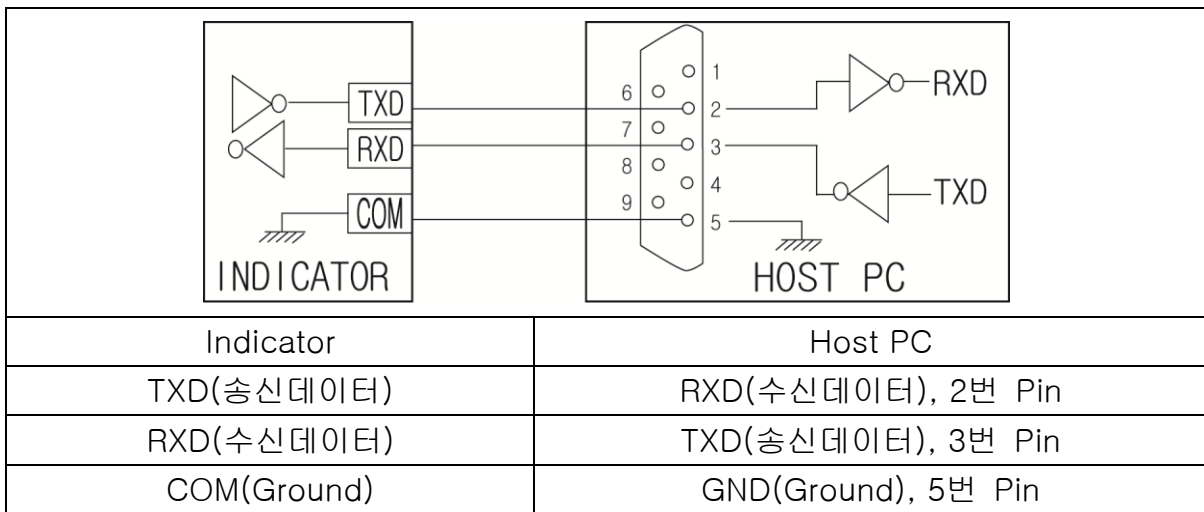 TXD
RXD
COM
INDICATOR
6
7
8
9
1
2
3
4
5
RXD
TXD
HOST PC
Indicator Host PC
TXD(송신데이터) RXD(수신데이터), 2번 Pin
RXD(수신데이터) TXD(송신데이터), 3번 Pin
COM(Ground) GND(Ground), 5번 Pin